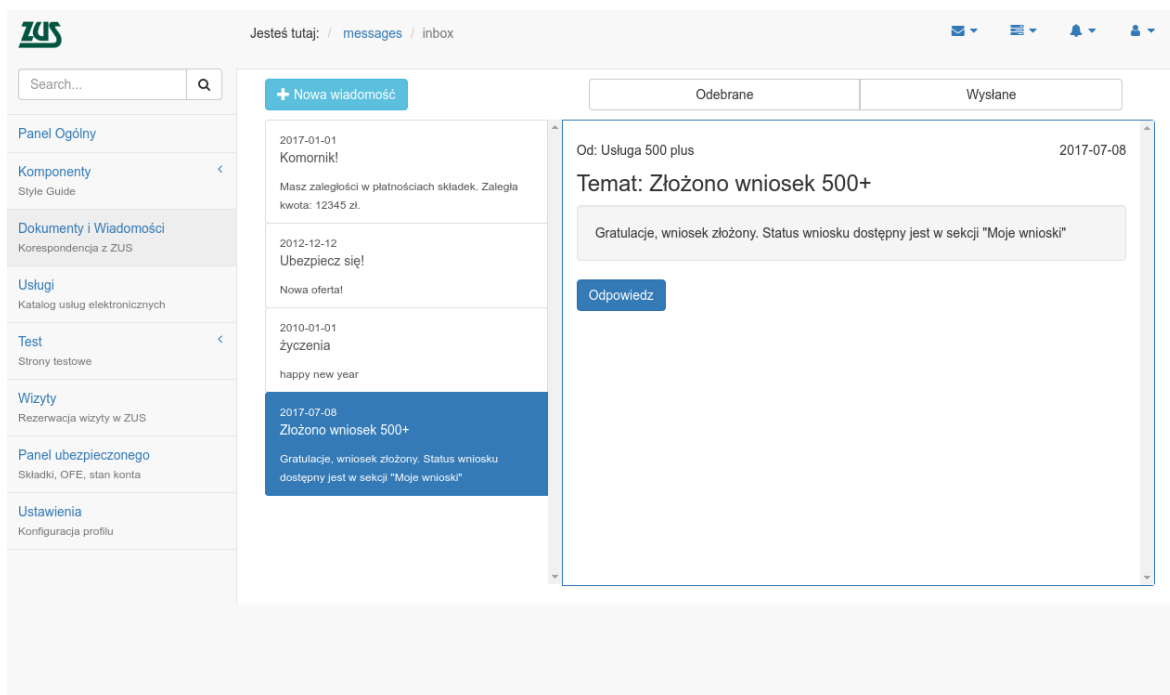 ZUS
Jesteś tutaj: / messages / inbox
Search...
Panel Ogólny
Komponenty
Style Guide
Dokumenty i Wiadomości
Korespondencja z ZUS
Usługi
Katalog usług elektronicznych
Test
Strony testowe
Wizyty
Rezerwacja wizyty w ZUS
Panel ubezpieczonego
Składki, OFE, stan konta
Ustawienia
Konfiguracja profilu
Nowa wiadomość
Odebrane
Wysłane
2017-01-01
Komornik!
Masz zaległości w płatnościach składek. Zaległa
kwota: 12345 zł.
2012-12-12
Ubezpiecz się!
Nowa oferta!
2010-01-01
życzenia
happy new year
2017-07-08
Złożono wniosek 500+
Gratulacje, wniosek złożony. Status wniosku
dostępny jest w sekcji "Moje wnioski"
Od: Usługa 500 plus 2017-07-08
Temat: Złożono wniosek 500+
Gratulacje, wniosek złożony. Status wniosku dostępny jest w sekcji "Moje wnioski"
Odpowiedz